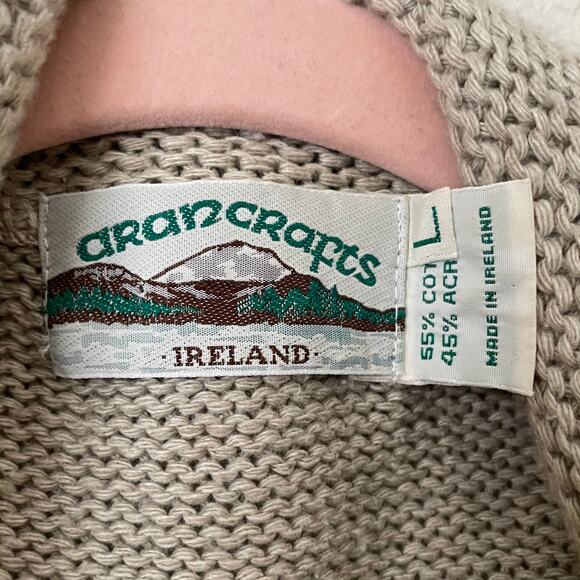 arancrafts
· IRELAND ·
L
55% COT
45% ACR
MADE IN IRELAND